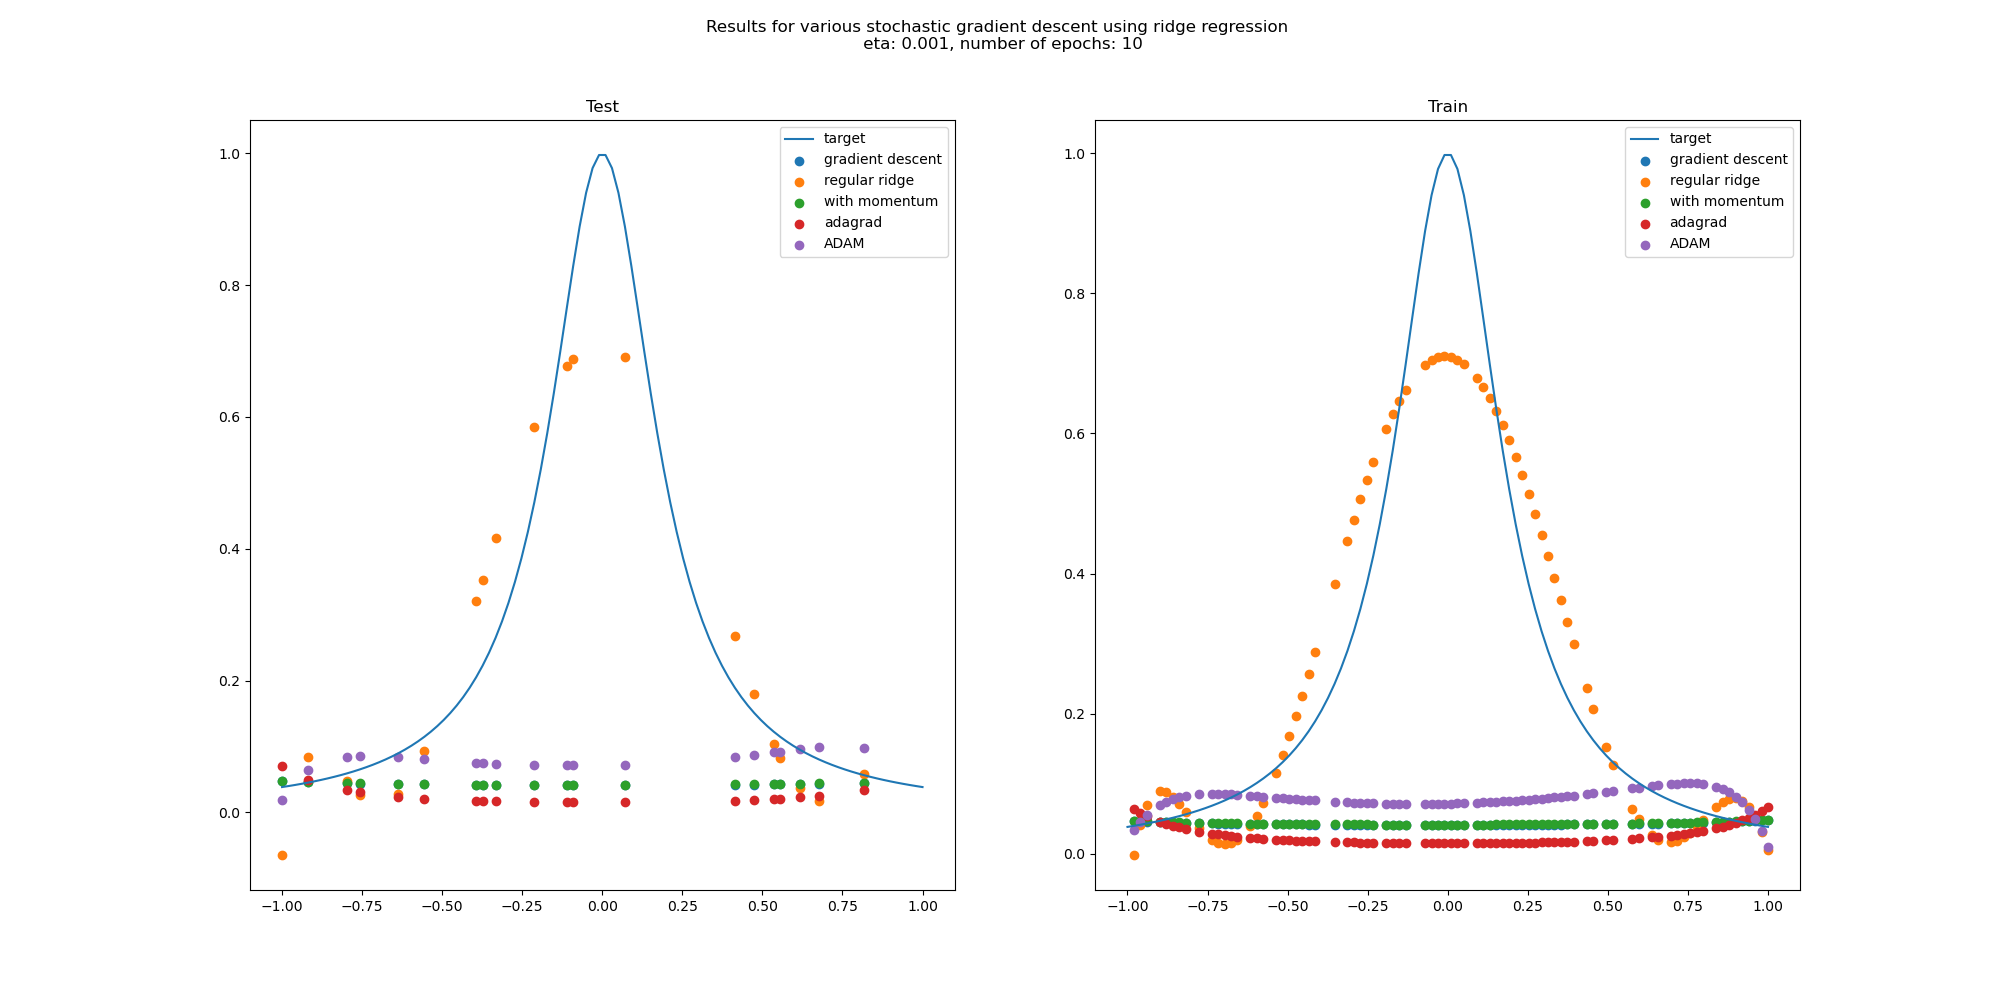 Results for various stochastic gradient descent using ridge regression
eta: 0.001, number of epochs: 10
Test
1.0
0.8
0.6
0.4
0.2
0.0
−1.00 −0.75 −0.50 −0.25 0.00 0.25 0.50 0.75 1.00
target
gradient descent
regular ridge
with momentum
adagrad
ADAM
Train
1.0
0.8
0.6
0.4
0.2
0.0
−1.00 −0.75 −0.50 −0.25 0.00 0.25 0.50 0.75 1.00
target
gradient descent
regular ridge
with momentum
adagrad
ADAM